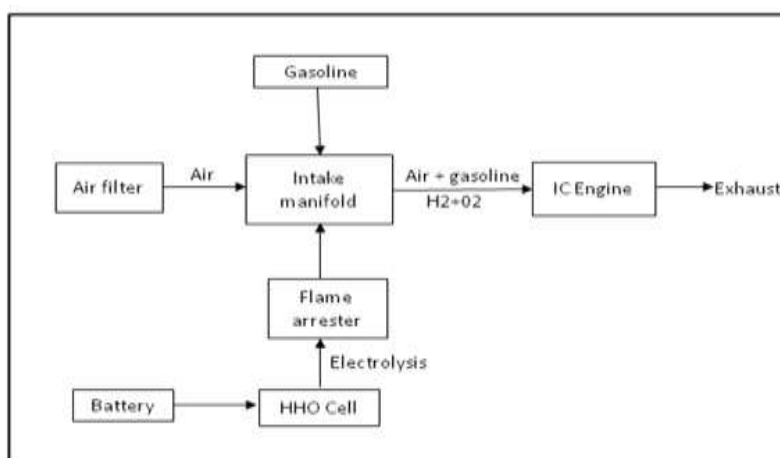 Gasoline
Air filter
Air
Intake
manifold
Air + gasoline
H2+02
IC Engine
Exhaust
Flame
arrester
Electrolysis
Battery
HHO Cell